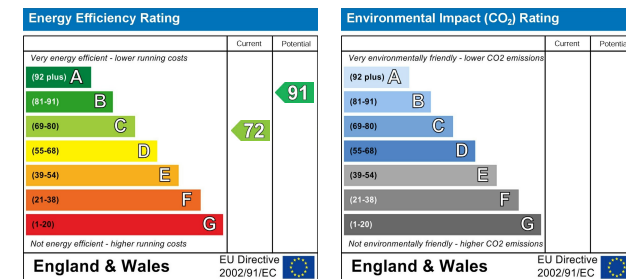 Energy Efficiency Rating
Current Potential
Very energy efficient - lower running costs
(92 plus) A
(81-91) B
(69-80) C
(55-68) D
(39-54) E
(21-38) F
(1-20) G
Not energy efficient - higher running costs
72
91
England & Wales
EU Directive
2002/91/EC
Environmental Impact (CO₂) Rating
Current Potential
Very environmentally friendly - lower CO2 emissions
(92 plus) A
(81-91) B
(69-80) C
(55-68) D
(39-54) E
(21-38) F
(1-20) G
Not environmentally friendly - higher CO2 emissions
England & Wales
EU Directive
2002/91/EC